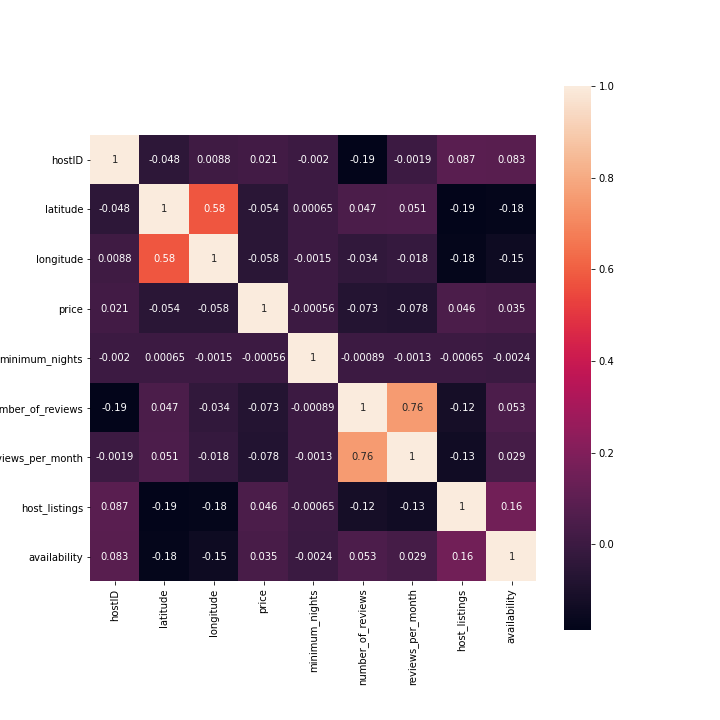 1.0
hostID 1 -0.048 0.0088 0.021 -0.002 -0.19 -0.0019 0.087 0.083
0.8
latitude -0.048 1 0.58 -0.054 0.00065 0.047 0.051 -0.19 -0.18
longitude 0.0088 0.58 1 -0.058 -0.0015 -0.034 -0.018 -0.18 -0.15
0.6
price 0.021 -0.054 -0.058 1 -0.00056 -0.073 -0.078 0.046 0.035
minimum_nights -0.002 0.00065 -0.0015 -0.00056 1 -0.00089 -0.0013 -0.00065 -0.0024
0.4
mber_of_reviews -0.19 0.047 -0.034 -0.073 -0.00089 1 0.76 -0.12 0.053
0.2
views_per_month -0.0019 0.051 -0.018 -0.078 -0.0013 0.76 1 -0.13 0.029
host_listings 0.087 -0.19 -0.18 0.046 -0.00065 -0.12 -0.13 1 0.16
0.0
availability 0.083 -0.18 -0.15 0.035 -0.0024 0.053 0.029 0.16 1
hostID
latitude
longitude
price
minimum_nights
number_of_reviews
reviews_per_month
host_listings
availability